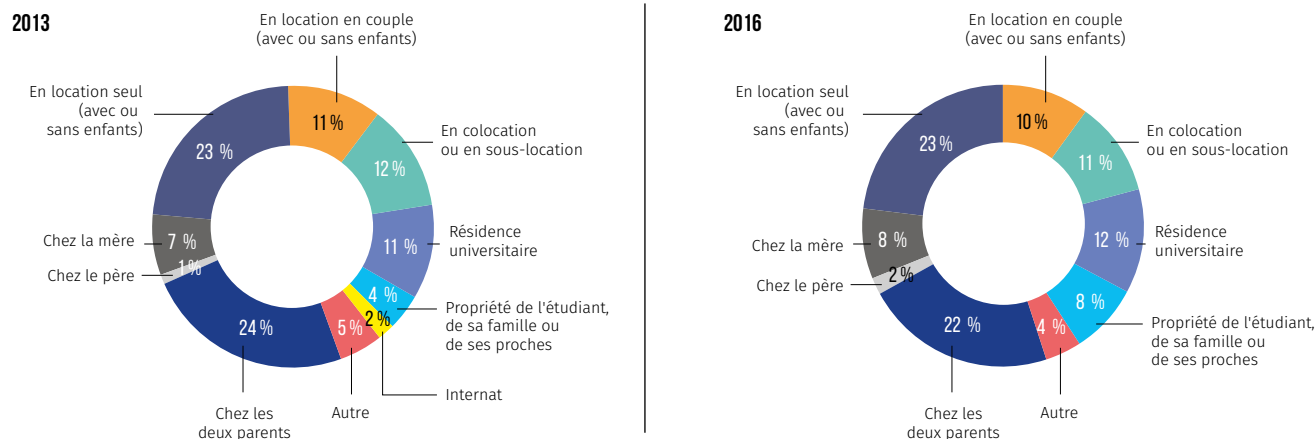 2013
En location en couple
(avec ou sans enfants)
En location seul
(avec ou
sans enfants)
11 %
En colocation
ou en sous-location
23 %
12 %
Chez la mère
7 %
Résidence
universitaire
11 %
Chez le père
1 %
4 %
Propriété de l'étudiant,
de sa famille ou
de ses proches
2 %
24 %
5 %
Internat
Chez les
deux parents
Autre
2016
En location en couple
(avec ou sans enfants)
En location seul
(avec ou
sans enfants)
10 %
En colocation
ou en sous-location
23 %
11 %
Chez la mère
8 %
Résidence
universitaire
12 %
Chez le père
2 %
8 %
Propriété de l'étudiant,
de sa famille ou
de ses proches
22 %
4 %
Chez les
deux parents
Autre